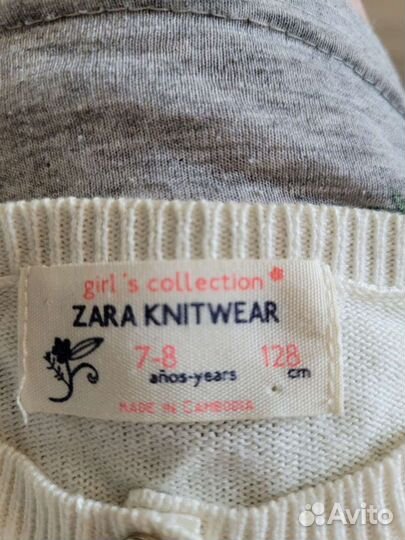 girl's collection
ZARA KNITWEAR
7-8 128
años-years cm
MADE IN CAMBODIA
Avito